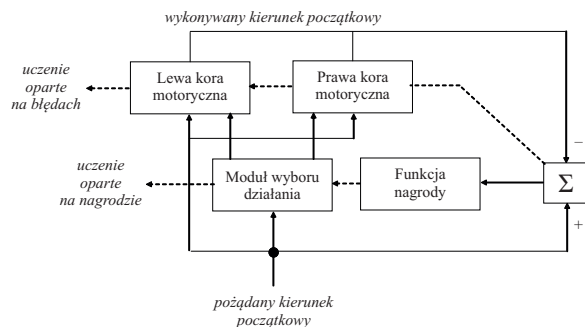 wykonywany kierunek początkowy
uczenie
oparte
na błędach
Lewa kora
motoryczna
Prawa kora
motoryczna
−
uczenie
oparte
na nagrodzie
Moduł wyboru
działania
Funkcja
nagrody
Σ
+
pożądany kierunek
początkowy